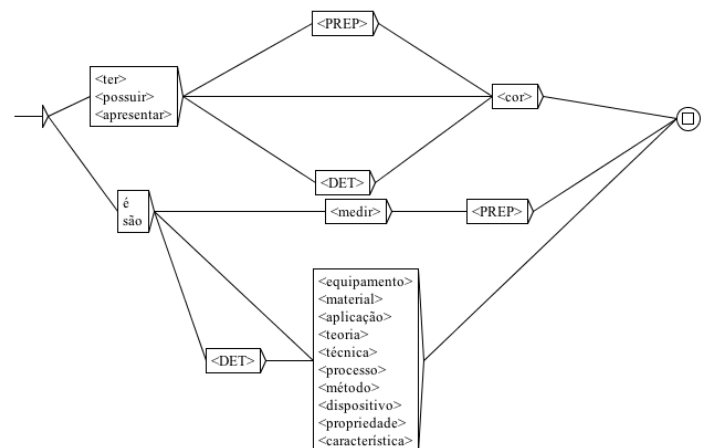 <PREP>
<ter>
<possuir>
<apresentar>
<cor>
<DET>
é
são
<medir>
<PREP>
<equipamento>
<material>
<aplicação>
<teoria>
<técnica>
<processo>
<método>
<dispositivo>
<propriedade>
<característica>
<DET>